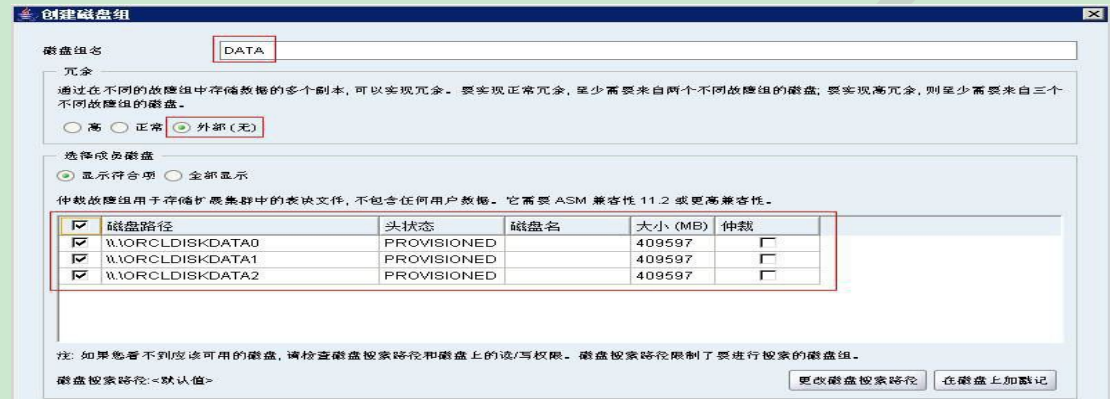 创建磁盘组
磁盘组名 DATA
冗余
通过在不同的故障组中存储数据的多个副本, 可以实现冗余。要实现正常冗余, 至少需要来自两个不同故障组的磁盘; 要实现高冗余, 则至少需要来自三个
不同故障组的磁盘。
高 正常 外部(无)
选择成员磁盘
显示符合项 全部显示
仲裁故障组用于存储扩展集群中的表决文件, 不包含任何用户数据。它需要 ASM 兼容性 11.2 或更高兼容性。
磁盘路径 头状态 磁盘名 大小 (MB) 仲裁
\\.\ORCLDISKDATA0 PROVISIONED 409597
\\.\ORCLDISKDATA1 PROVISIONED 409597
\\.\ORCLDISKDATA2 PROVISIONED 409597
注: 如果您看不到应该可用的磁盘, 请检查磁盘搜索路径和磁盘上的读/写权限。磁盘搜索路径限制了要进行搜索的磁盘组。
磁盘搜索路径:<默认值> 更改磁盘搜索路径 在磁盘上加戳记